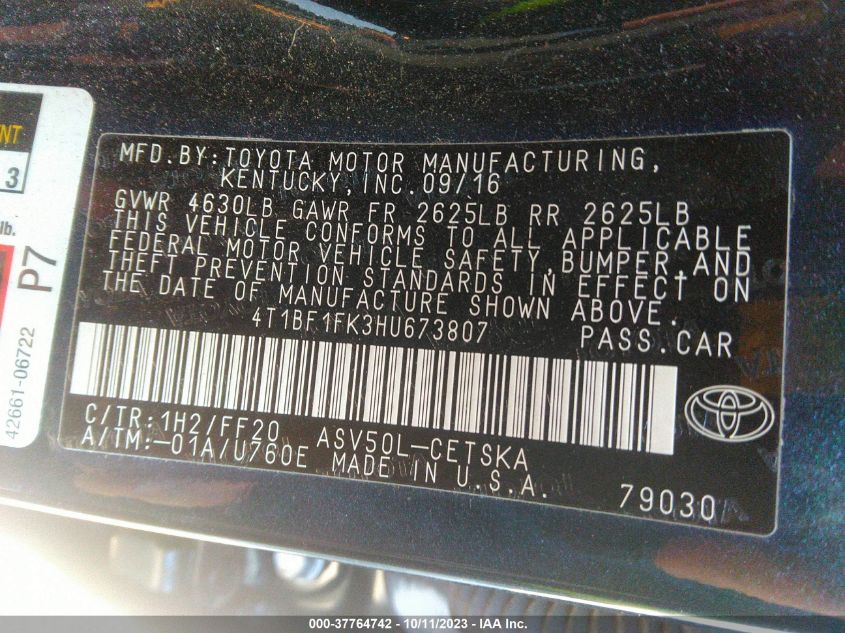 NT
3
lb.
P7
42661-06722
MFD.BY:TOYOTA MOTOR MANUFACTURING,
KENTUCKY,INC.09/16
GVWR 4630LB GAWR FR 2625LB RR 2625LB
THIS VEHICLE CONFORMS TO ALL APPLICABLE
FEDERAL MOTOR VEHICLE SAFETY,BUMPER,AND
THEFT PREVENTION STANDARDS IN EFFECT ON
THE DATE OF MANUFACTURE SHOWN ABOVE.
4T1BF1FK3HU673807 PASS.CAR
C/TR:1H2/FF20 ASV50L-CETSKA
A/TM:-01A/U760E MADE IN U.S.A.
79030
000-37764742 - 10/11/2023 - IAA Inc.